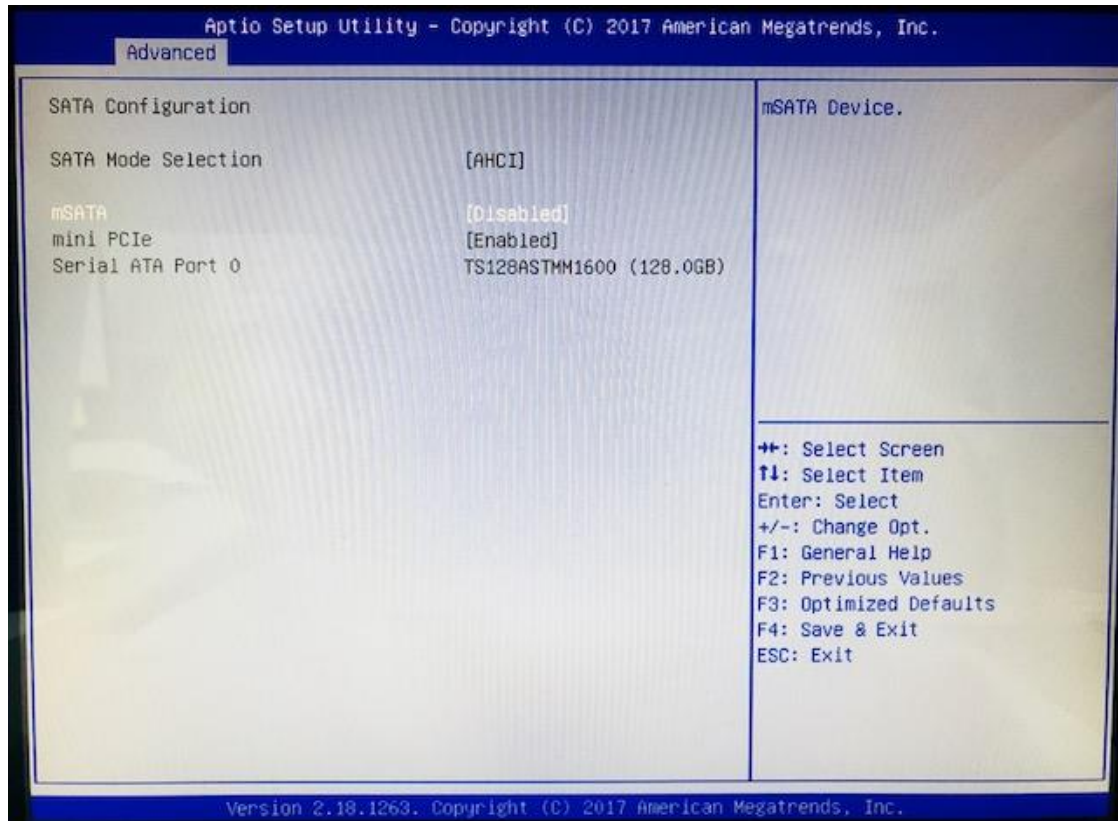 Aptio Setup Utility – Copyright (C) 2017 American Megatrends, Inc.
Advanced
SATA Configuration
SATA Mode Selection [AHCI]
mSATA [Disabled]
mini PCIe [Enabled]
Serial ATA Port 0 TS128ASTMM1600 (128.0GB)
mSATA Device.
→←: Select Screen
↑↓: Select Item
Enter: Select
+/-: Change Opt.
F1: General Help
F2: Previous Values
F3: Optimized Defaults
F4: Save & Exit
ESC: Exit
Version 2.18.1263. Copyright (C) 2017 American Megatrends, Inc.